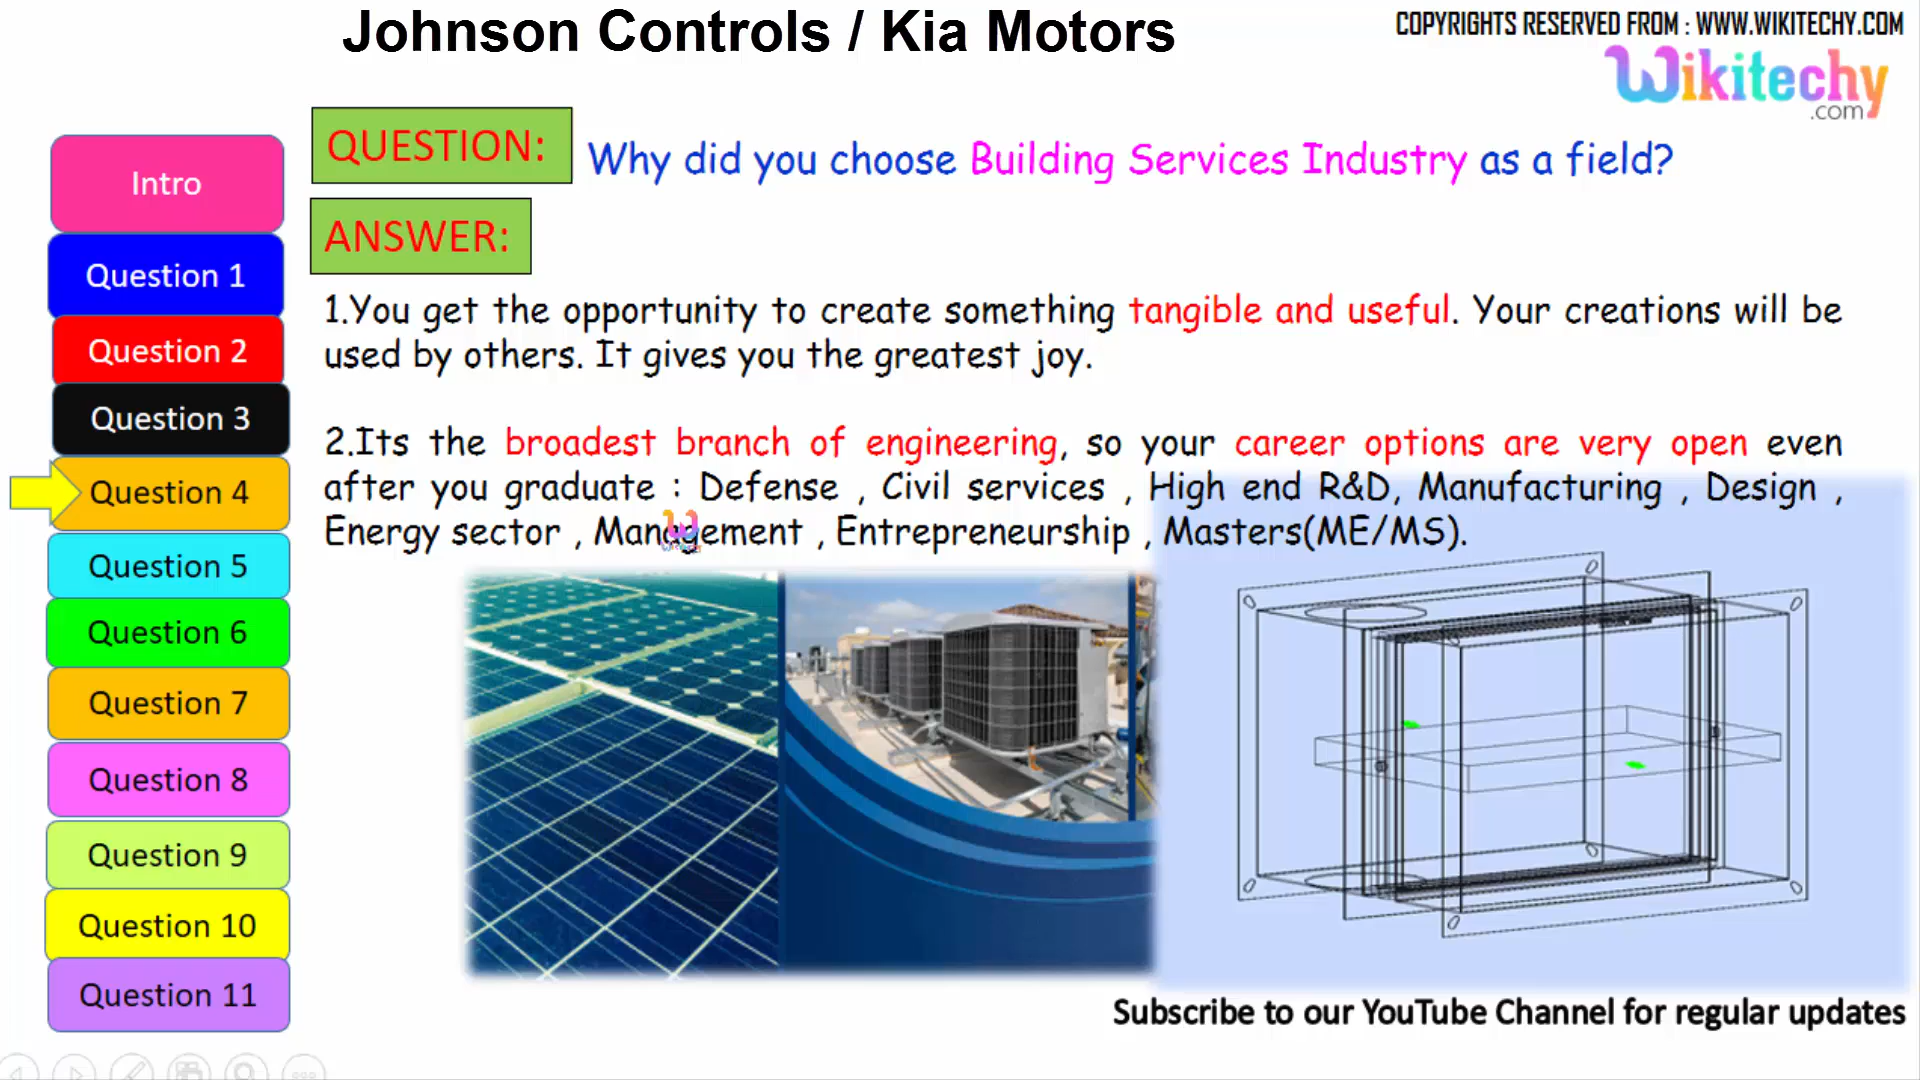 Johnson Controls / Kia Motors
COPYRIGHTS RESERVED FROM : WWW.WIKITECHY.COM
Wikitechy
.com
QUESTION:
Why did you choose Building Services Industry as a field?
ANSWER:
1.You get the opportunity to create something tangible and useful. Your creations will be
used by others. It gives you the greatest joy.
2.Its the broadest branch of engineering, so your career options are very open even
after you graduate : Defense , Civil services , High end R&D, Manufacturing , Design ,
Energy sector , Management , Entrepreneurship , Masters(ME/MS).
Intro
Question 1
Question 2
Question 3
Question 4
Question 5
Question 6
Question 7
Question 8
Question 9
Question 10
Question 11
Subscribe to our YouTube Channel for regular updates